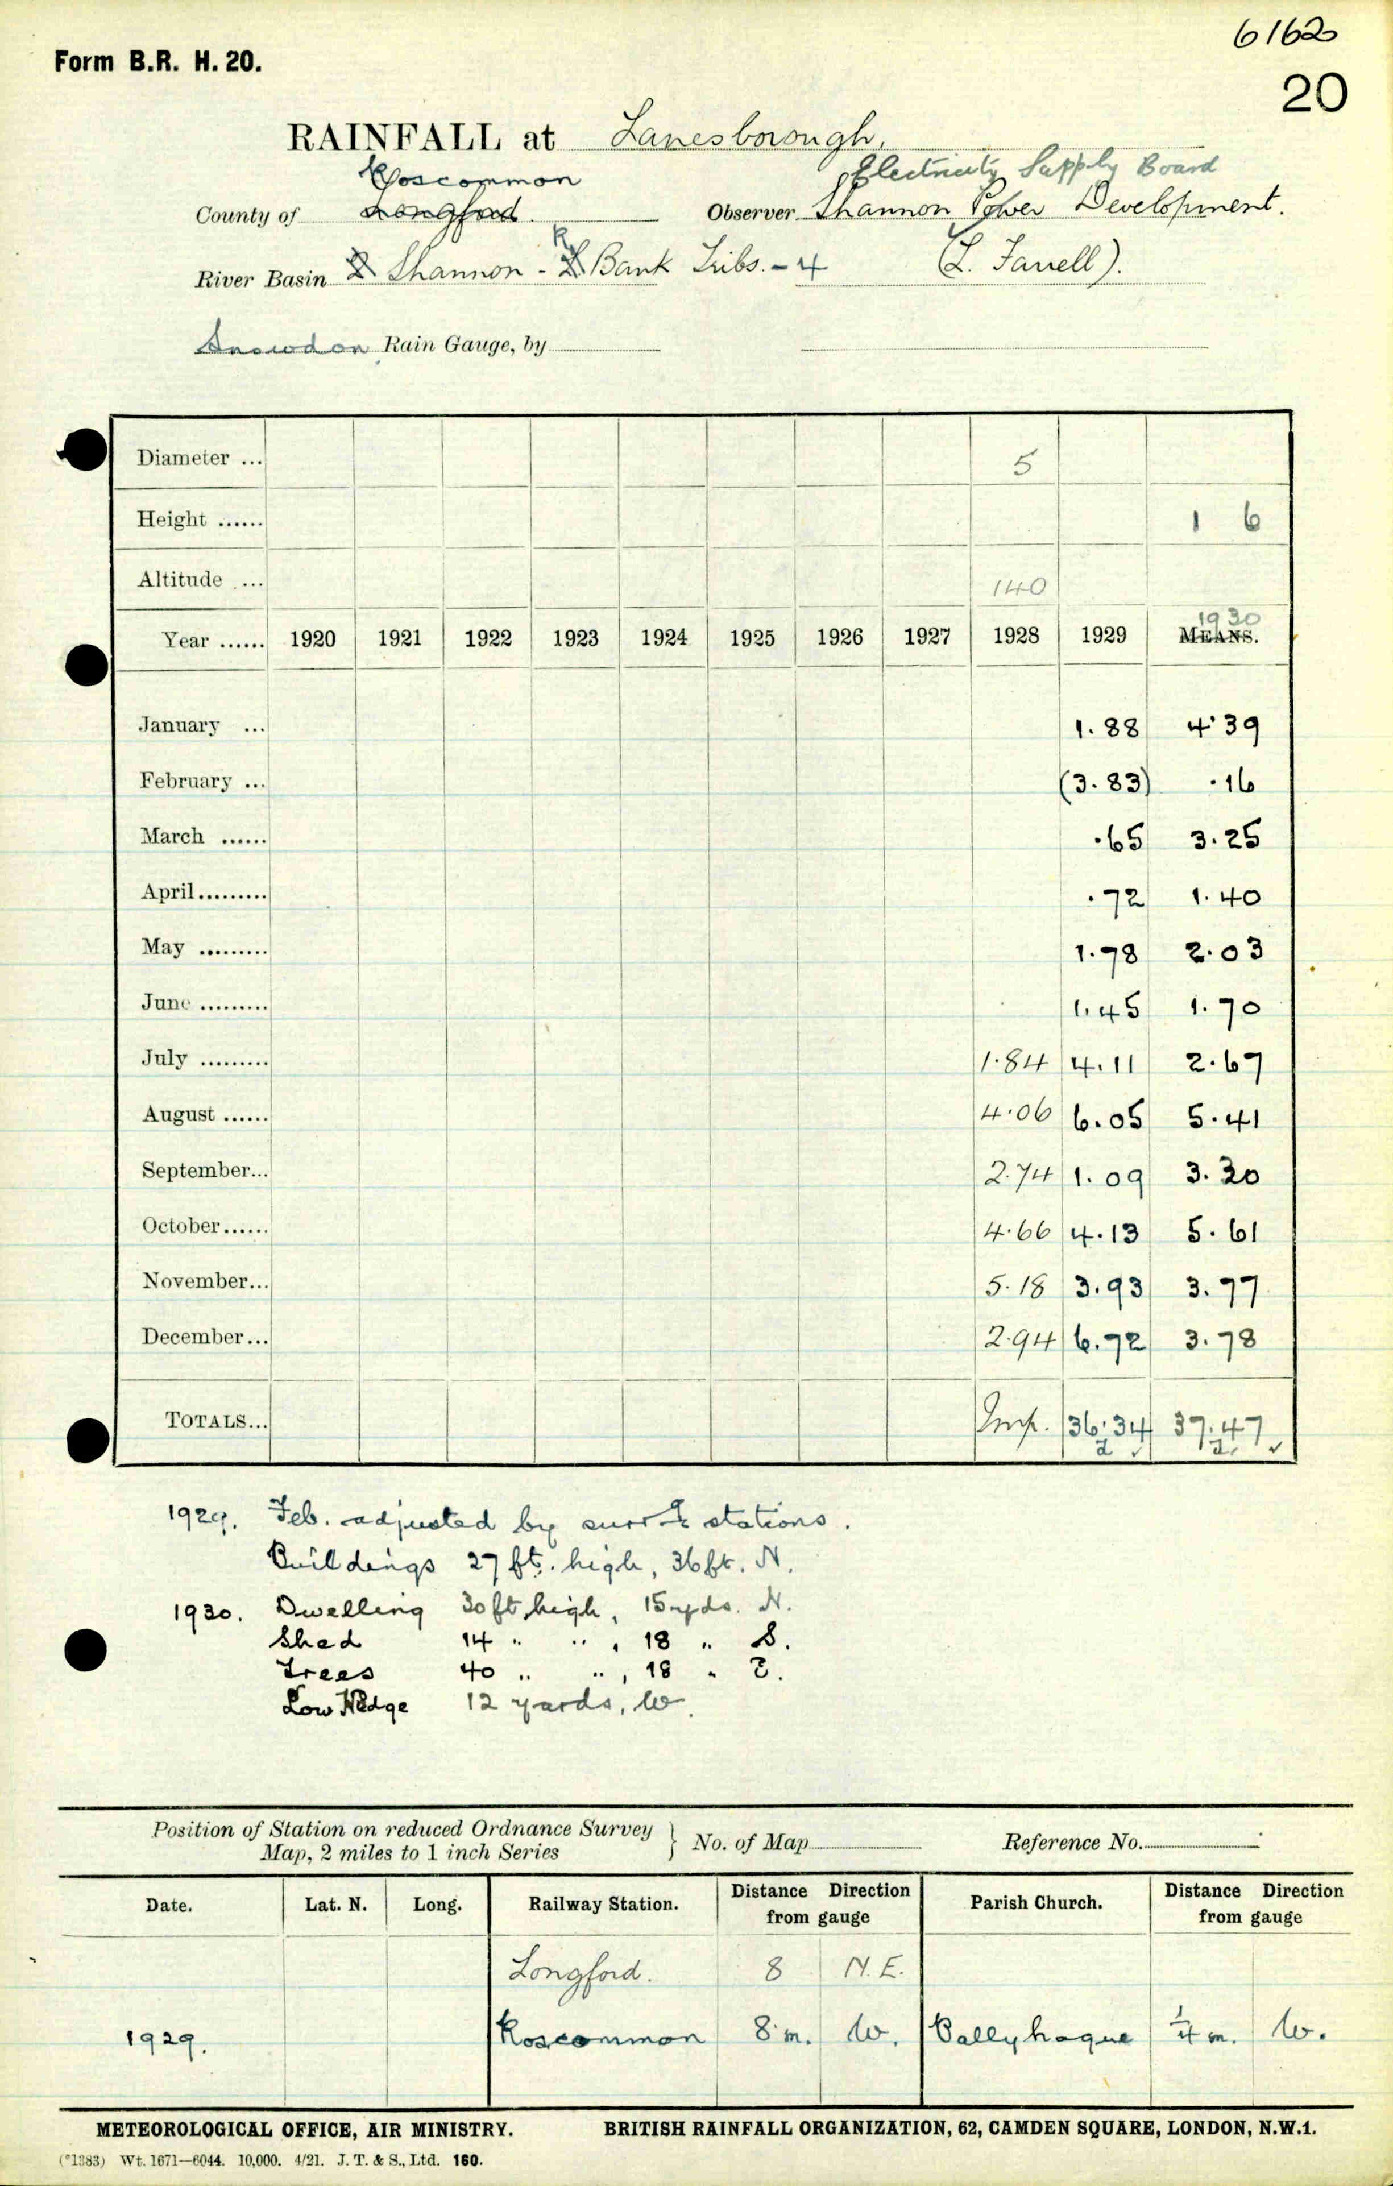 6162
Form B.R. H. 20.
20
RAINFALL at Lanesborough,
Roscommon Electricity Supply Board
County of Longford Observer Shannon Power Development.
River Basin Shannon - R Bank Tribs. - 4 (L. Farrell).
Snowdon Rain Gauge, by
Diameter ... 5
Height ...... 1 6
Altitude ... 140
1930
Year ...... 1920 1921 1922 1923 1924 1925 1926 1927 1928 1929 MEANS.
January ... 1.88 4.39
February ... (3.83) .16
March ...... .65 3.25
April......... .72 1.40
May ......... 1.78 2.03
June ......... 1.45 1.70
July ......... 1.84 4.11 2.67
August ...... 4.06 6.05 5.41
September... 2.74 1.09 3.30
October...... 4.66 4.13 5.61
November... 5.18 3.93 3.77
December... 2.94 6.72 3.78
TOTALS... Imp. 36.34 37.47
1929. Feb. adjusted by surrg stations.
Buildings 27 ft. high, 36 ft. N.
1930. Dwelling 30 ft high, 15 yds. N.
Shed 14 " " , 18 " S.
Trees 40 " " , 18 " E.
Low Hedge 12 yards, W.
Position of Station on reduced Ordnance Survey
Map, 2 miles to 1 inch Series } No. of Map Reference No.
Date. Lat. N. Long. Railway Station. Distance Direction from gauge Parish Church. Distance Direction from gauge
Longford. 8 N.E.
1929. Roscommon 8 m. W. Ballyhague 1/4 m. W.
METEOROLOGICAL OFFICE, AIR MINISTRY. BRITISH RAINFALL ORGANIZATION, 62, CAMDEN SQUARE, LONDON, N.W.1.
(*1383) Wt. 1671—6044. 10,000. 4/21. J. T. & S., Ltd. 160.